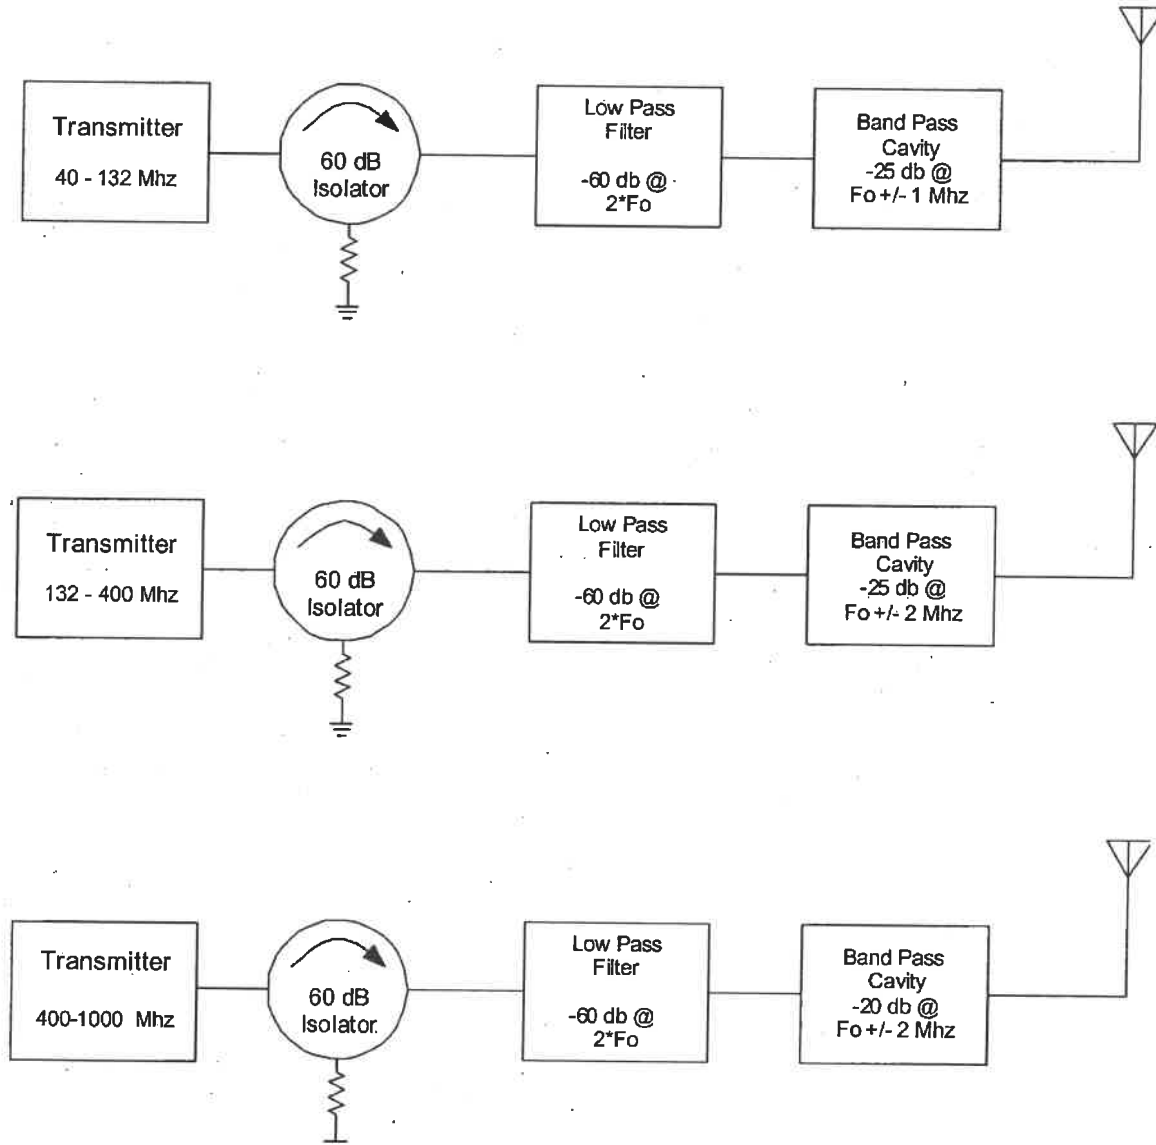 Transmitter
40 - 132 Mhz
60 dB
Isolator
Low Pass
Filter
-60 db @
2*Fo
Band Pass
Cavity
-25 db @
Fo +/- 1 Mhz
Transmitter
132 - 400 Mhz
60 dB
Isolator
Low Pass
Filter
-60 db @
2*Fo
Band Pass
Cavity
-25 db @
Fo +/- 2 Mhz
Transmitter
400-1000 Mhz
60 dB
Isolator
Low Pass
Filter
-60 db @
2*Fo
Band Pass
Cavity
-20 db @
Fo +/- 2 Mhz